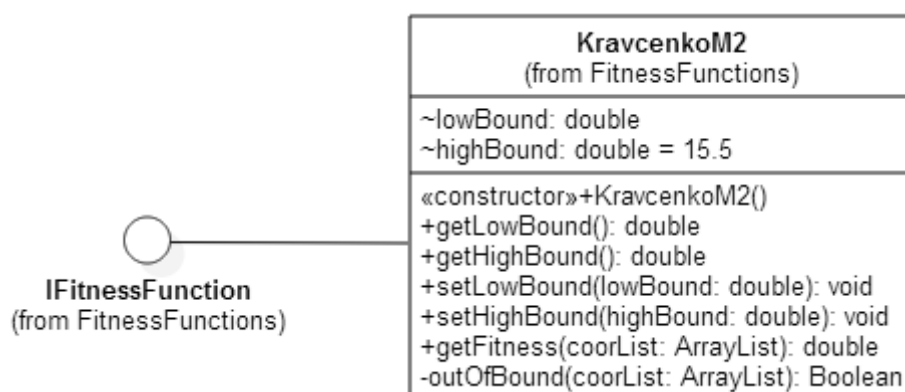 KravcenkoM2
(from FitnessFunctions)
~lowBound: double
~highBound: double = 15.5
«constructor»+KravcenkoM2()
+getLowBound(): double
+getHighBound(): double
+setLowBound(lowBound: double): void
+setHighBound(highBound: double): void
+getFitness(coorList: ArrayList): double
-outOfBound(coorList: ArrayList): Boolean
IFitnessFunction
(from FitnessFunctions)